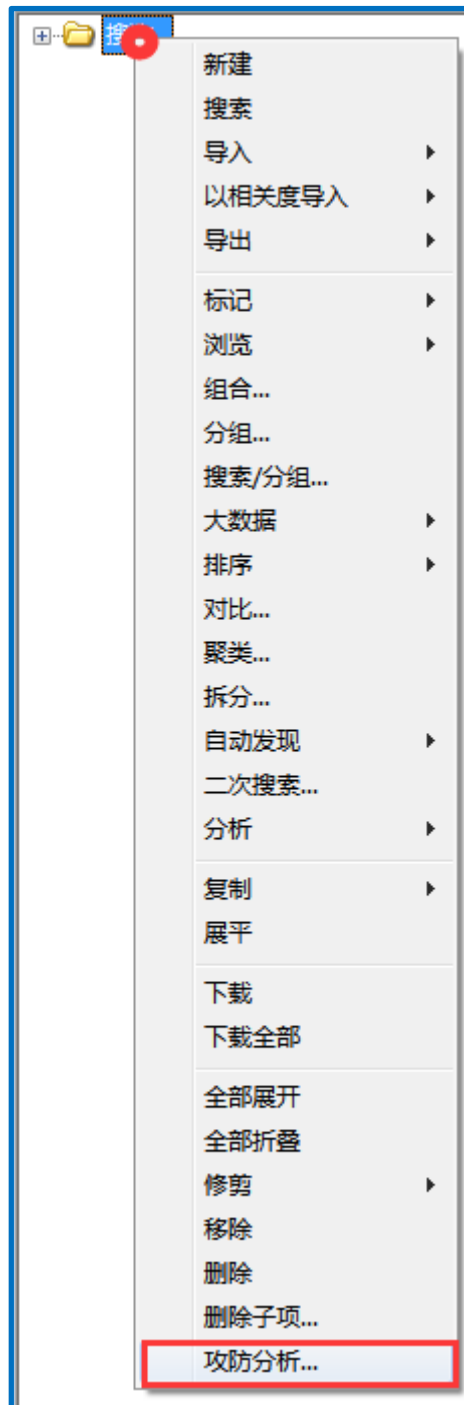 搜
新建
搜索
导入
以相关度导入
导出
标记
浏览
组合...
分组...
搜索/分组...
大数据
排序
对比...
聚类...
拆分...
自动发现
二次搜索...
分析
复制
展平
下载
下载全部
全部展开
全部折叠
修剪
移除
删除
删除子项...
攻防分析...